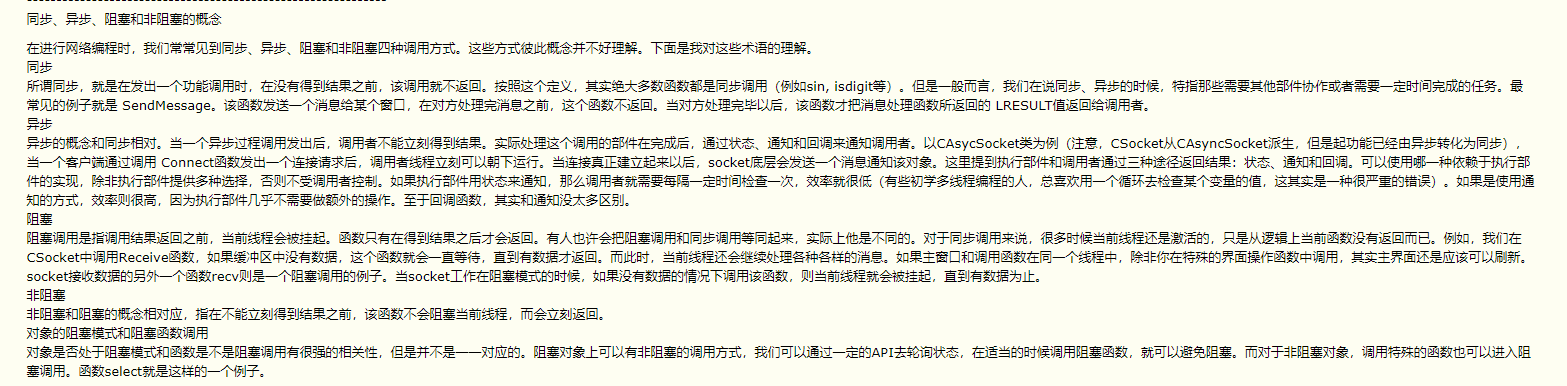 同步、异步、阻塞和非阻塞的概念
在进行网络编程时，我们常常见到同步、异步、阻塞和非阻塞四种调用方式。这些方式彼此概念并不好理解。下面是我对这些术语的理解。
同步
所谓同步，就是在发出一个功能调用时，在没有得到结果之前，该调用就不返回。按照这个定义，其实绝大多数函数都是同步调用（例如sin, isdigit等）。但是一般而言，我们在说同步、异步的时候，特指那些需要其他部件协作或者需要一定时间完成的任务。最
常见的例子就是 SendMessage。该函数发送一个消息给某个窗口，在对方处理完消息之前，这个函数不返回。当对方处理完毕以后，该函数才把消息处理函数所返回的 LRESULT值返回给调用者。
异步
异步的概念和同步相对。当一个异步过程调用发出后，调用者不能立刻得到结果。实际处理这个调用的部件在完成后，通过状态、通知和回调来通知调用者。以CAsycSocket类为例（注意，CSocket从CAsyncSocket派生，但是起功能已经由异步转化为同步），
当一个客户端通过调用 Connect函数发出一个连接请求后，调用者线程立刻可以朝下运行。当连接真正建立起来以后，socket底层会发送一个消息通知该对象。这里提到执行部件和调用者通过三种途径返回结果：状态、通知和回调。可以使用哪一种依赖于执行部
件的实现，除非执行部件提供多种选择，否则不受调用者控制。如果执行部件用状态来通知，那么调用者就需要每隔一定时间检查一次，效率就很低（有些初学多线程编程的人，总喜欢用一个循环去检查某个变量的值，这其实是一种很严重的错误）。如果是使用通
知的方式，效率则很高，因为执行部件几乎不需要做额外的操作。至于回调函数，其实和通知没太多区别。
阻塞
阻塞调用是指调用结果返回之前，当前线程会被挂起。函数只有在得到结果之后才会返回。有人也许会把阻塞调用和同步调用等同起来，实际上他是不同的。对于同步调用来说，很多时候当前线程还是激活的，只是从逻辑上当前函数没有返回而已。例如，我们在
CSocket中调用Receive函数，如果缓冲区中没有数据，这个函数就会一直等待，直到有数据才返回。而此时，当前线程还会继续处理各种各样的消息。如果主窗口和调用函数在同一个线程中，除非你在特殊的界面操作函数中调用，其实主界面还是应该可以刷新。
socket接收数据的另外一个函数recv则是一个阻塞调用的例子。当socket工作在阻塞模式的时候，如果没有数据的情况下调用该函数，则当前线程就会被挂起，直到有数据为止。
非阻塞
非阻塞和阻塞的概念相对应，指在不能立刻得到结果之前，该函数不会阻塞当前线程，而会立刻返回。
对象的阻塞模式和阻塞函数调用
对象是否处于阻塞模式和函数是不是阻塞调用有很强的相关性，但是并不是一一对应的。阻塞对象上可以有非阻塞的调用方式，我们可以通过一定的API去轮询状态，在适当的时候调用阻塞函数，就可以避免阻塞。而对于非阻塞对象，调用特殊的函数也可以进入阻
塞调用。函数select就是这样的一个例子。